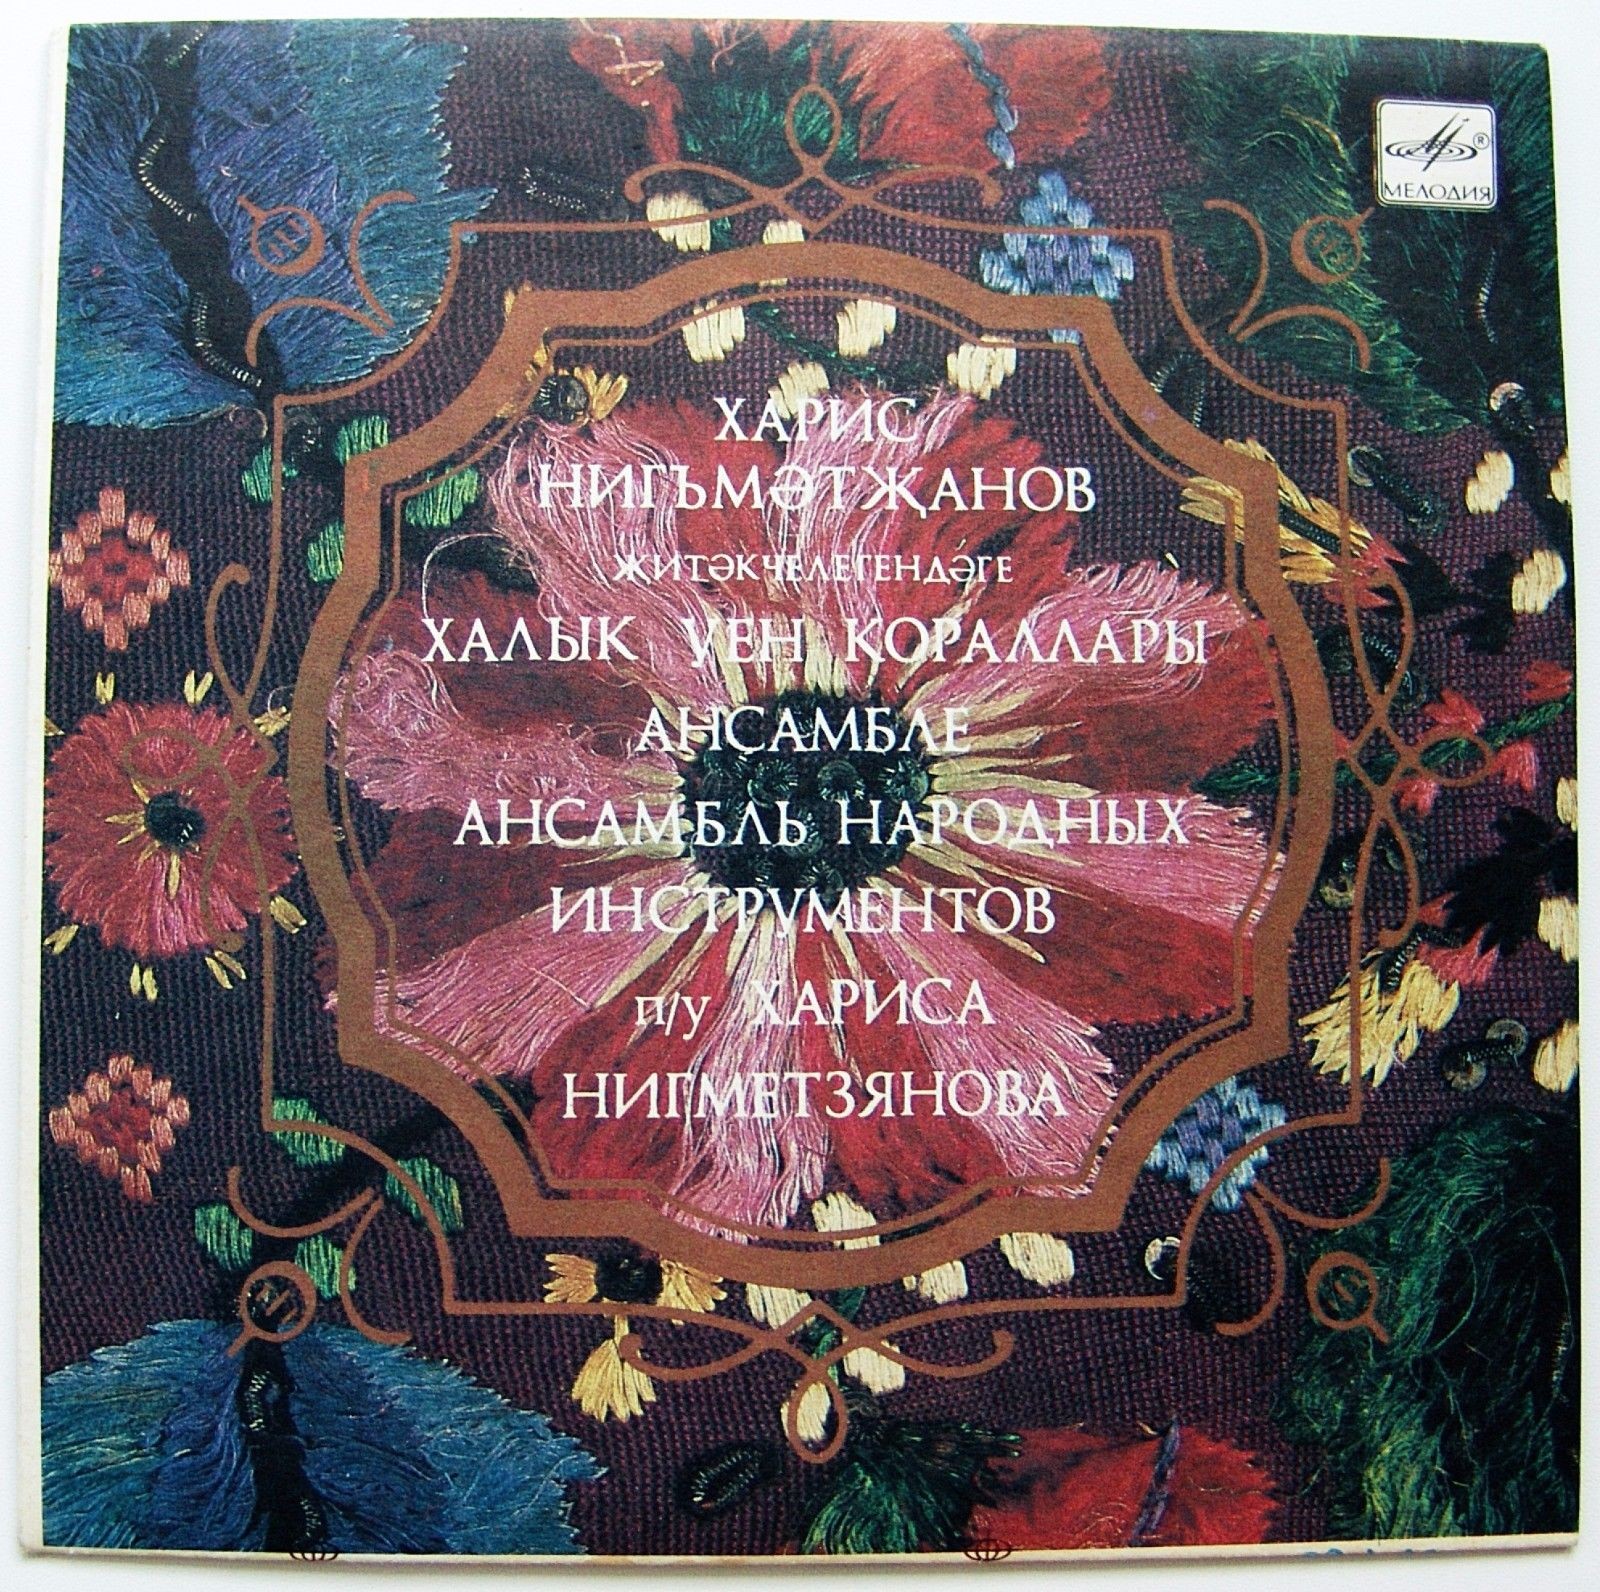 МЕЛОДИЯ
ХАРИС
НИГЪМӘТҖАНОВ
ҖИТӘКЧЕЛЕГЕНДӘГЕ
ХАЛЫК УЕН КОРАЛЛАРЫ
АНСАМБЛЕ
АНСАМБЛЬ НАРОДНЫХ
ИНСТРУМЕНТОВ
п/у ХАРИСА
НИГМЕТЗЯНОВА